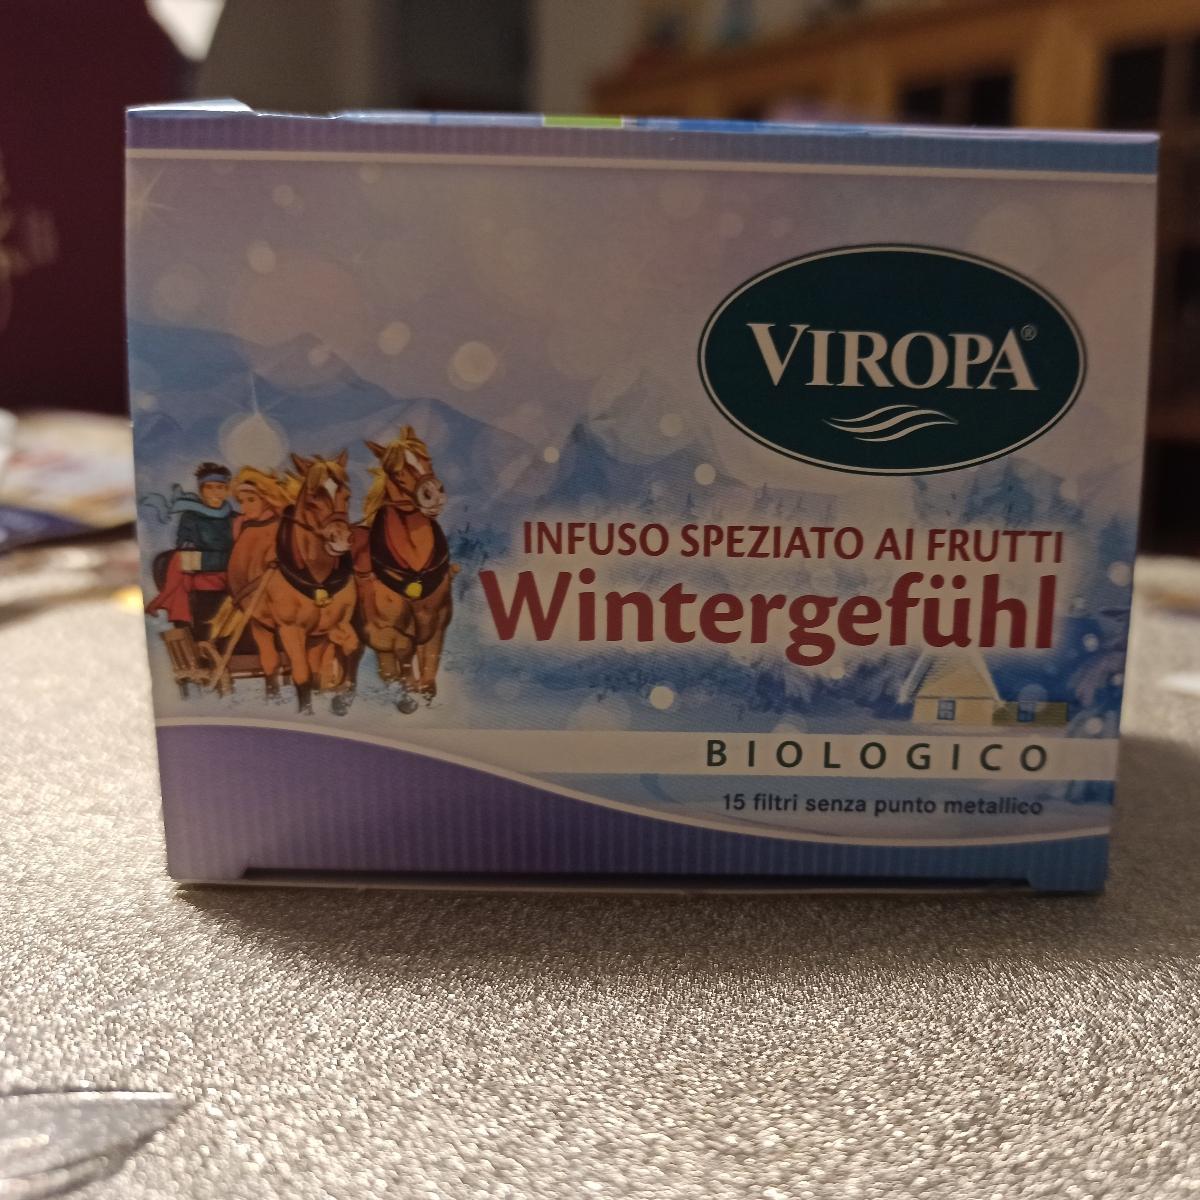 VIROPA®
INFUSO SPEZIATO AI FRUTTI
Wintergefühl
BIOLOGICO
15 filtri senza punto metallico